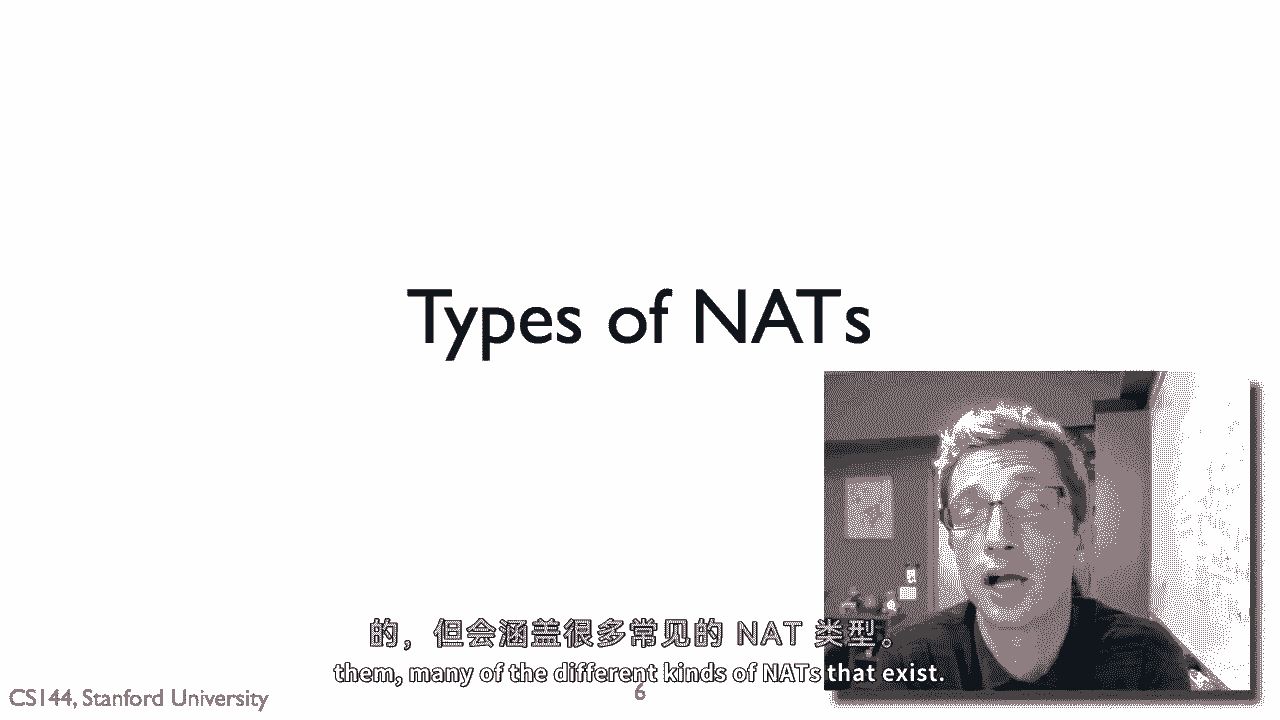 Types of NATs
的，但会涵盖很多常见的 NAT 类型。
them, many of the different kinds of NATs that exist.
CS144, Stanford University
6